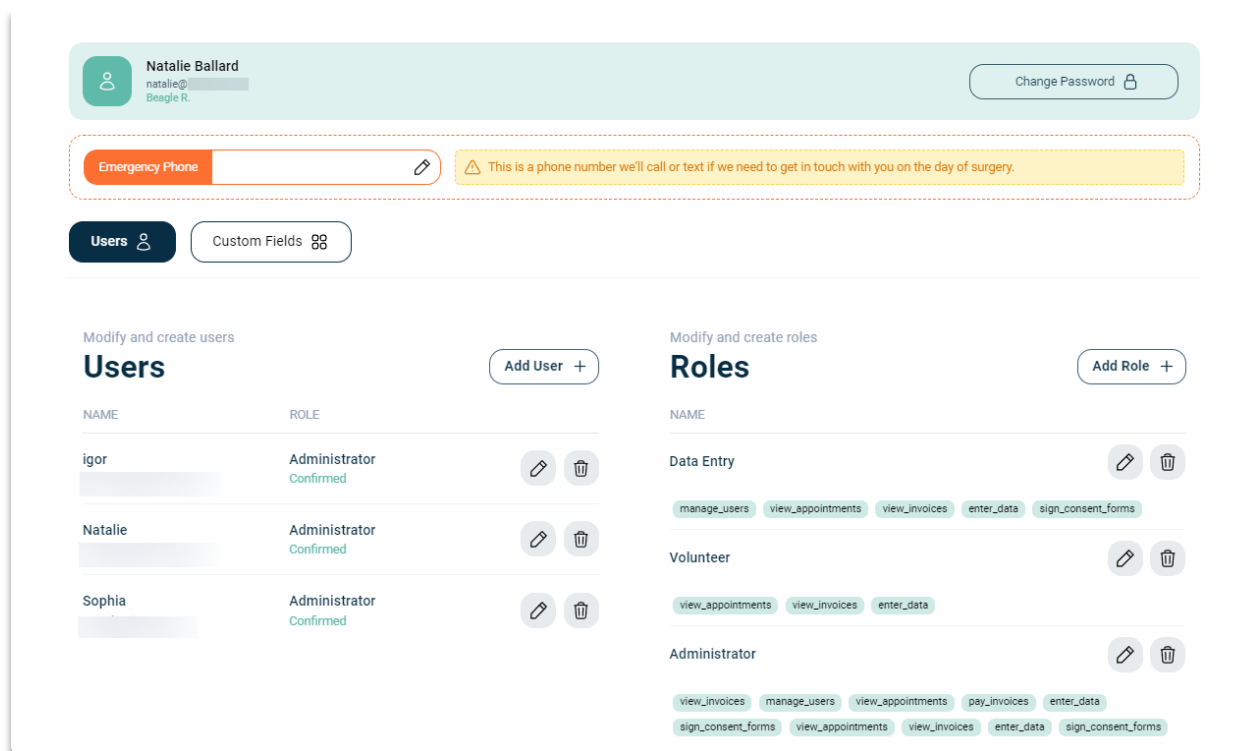 Natalie Ballard
natalie@
Beagle R.
Change Password
Emergency Phone
This is a phone number we'll call or text if we need to get in touch with you on the day of surgery.
Users
Custom Fields
Modify and create users
Users
Add User +
NAME ROLE
igor Administrator
Confirmed
Natalie Administrator
Confirmed
Sophia Administrator
Confirmed
Modify and create roles
Roles
Add Role +
NAME
Data Entry
manage_users view_appointments view_invoices enter_data sign_consent_forms
Volunteer
view_appointments view_invoices enter_data
Administrator
view_invoices manage_users view_appointments pay_invoices enter_data
sign_consent_forms view_appointments view_invoices enter_data sign_consent_forms